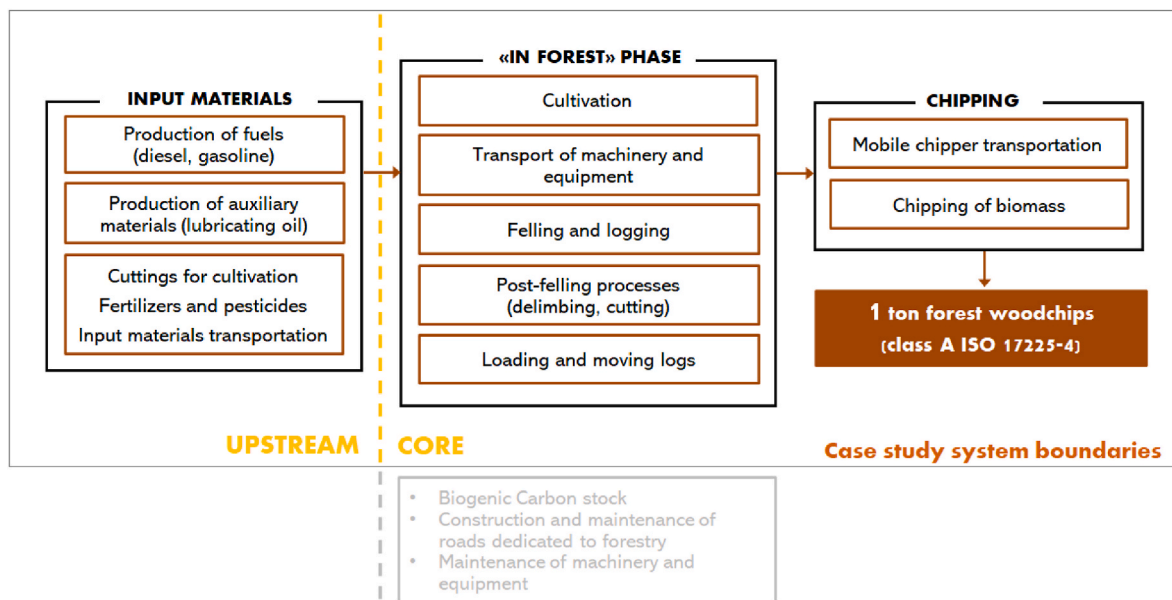 INPUT MATERIALS
Production of fuels
(diesel, gasoline)
Production of auxiliary
materials (lubricating oil)
Cuttings for cultivation
Fertilizers and pesticides
Input materials transportation
UPSTREAM
«IN FOREST» PHASE
Cultivation
Transport of machinery and
equipment
Felling and logging
Post-felling processes
(delimbing, cutting)
Loading and moving logs
CORE
CHIPPING
Mobile chipper transportation
Chipping of biomass
1 ton forest woodchips
(class A ISO 17225-4)
Case study system boundaries
• Biogenic Carbon stock
• Construction and maintenance of
roads dedicated to forestry
• Maintenance of machinery and
equipment